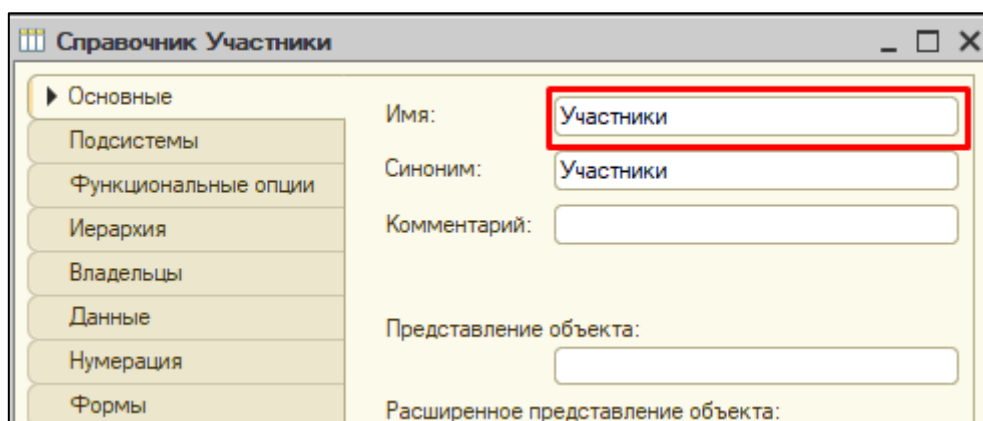 Справочник Участники
Основные
Подсистемы
Функциональные опции
Иерархия
Владельцы
Данные
Нумерация
Формы
Имя:
Участники
Синоним:
Участники
Комментарий:
Представление объекта:
Расширенное представление объекта: